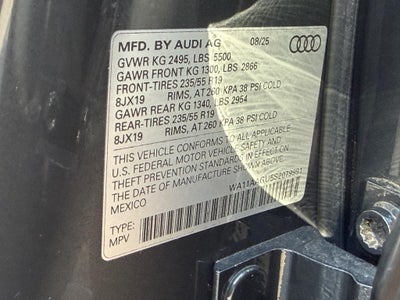 MFD. BY AUDI AG 08/25
GVWR KG 2495, LBS 5500
GAWR FRONT KG 1300, LBS 2866
FRONT-TIRES 235/55 R19
8JX19 RIMS, AT 260 KPA 38 PSI COLD
GAWR REAR KG 1340, LBS 2954
REAR-TIRES 235/55 R19
8JX19 RIMS, AT 260 KPA 38 PSI COLD
THIS VEHICLE CONFORMS TO ALL APPLICABLE
U.S. FEDERAL MOTOR VEHICLE SAFETY AND
THEFT PREVENTION STANDARDS IN EFFECT ON
THE DATE OF MANUFACTURE SHOWN ABOVE.
MEXICO
TYPE:
MPV